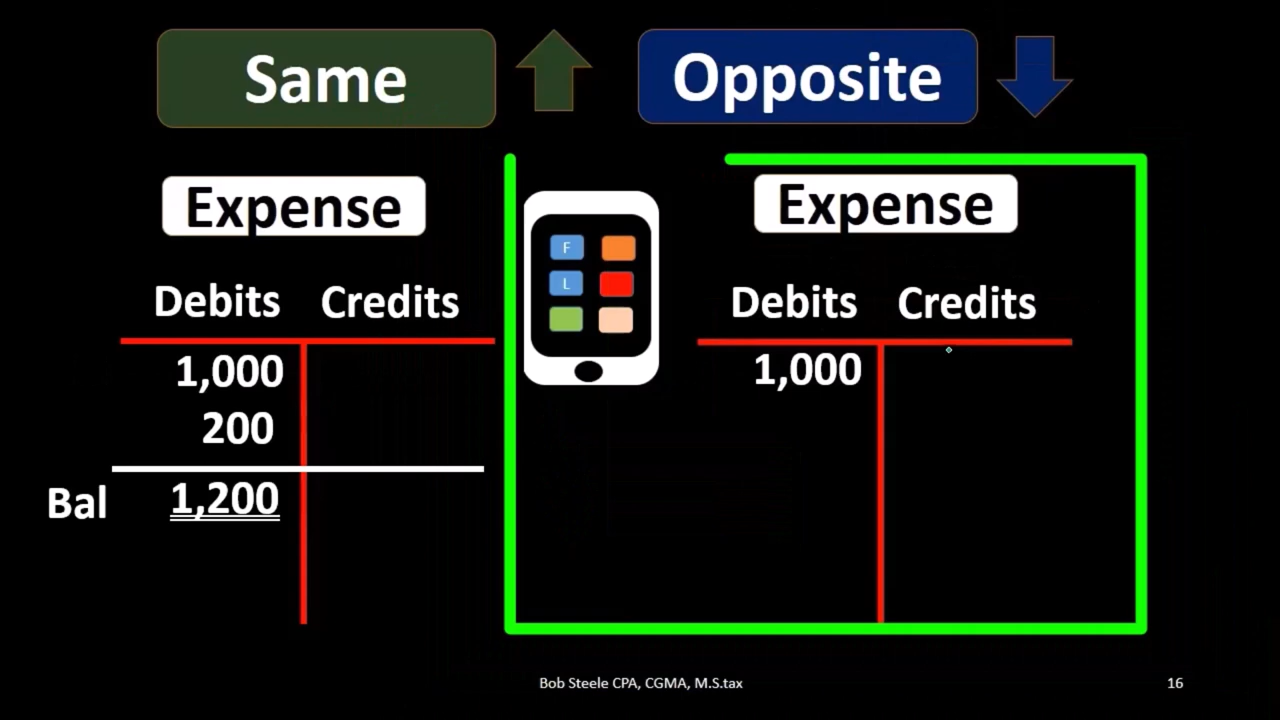 Same
Opposite
Expense
Debits Credits
1,000
200
Bal 1,200
F
L
Expense
Debits Credits
1,000
Bob Steele CPA, CGMA, M.S.tax
16